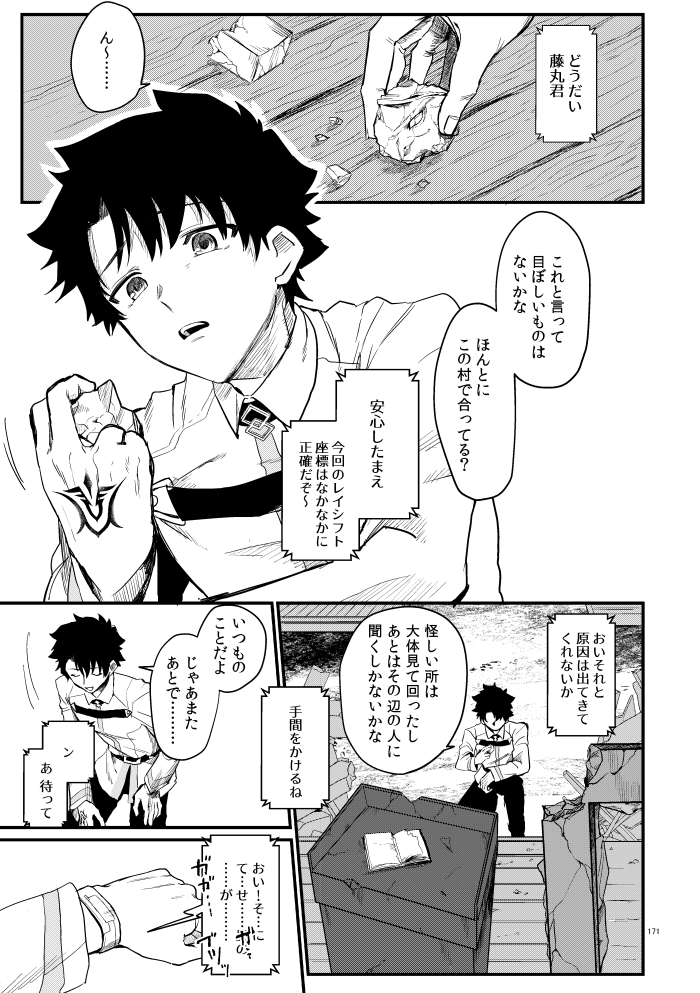 どうだい
藤丸君
ん～……
これと言って
目ぼしいものは
ないかな
ほんとに
この村で合ってる？
安心したまえ
今回のレイシフト
座標はなかなかに
正確だぞ～
おいそれと
原因は出てきて
くれないか
怪しい所は
大体見て回ったし
あとはその辺の人に
聞くしかないかな
手間をかけるね
いつもの
ことだよ
じゃあまた
あとで………
ン
あ 待って
おい！そ…に
て…せ……の
……が………
ガガッ
ガガッ
171